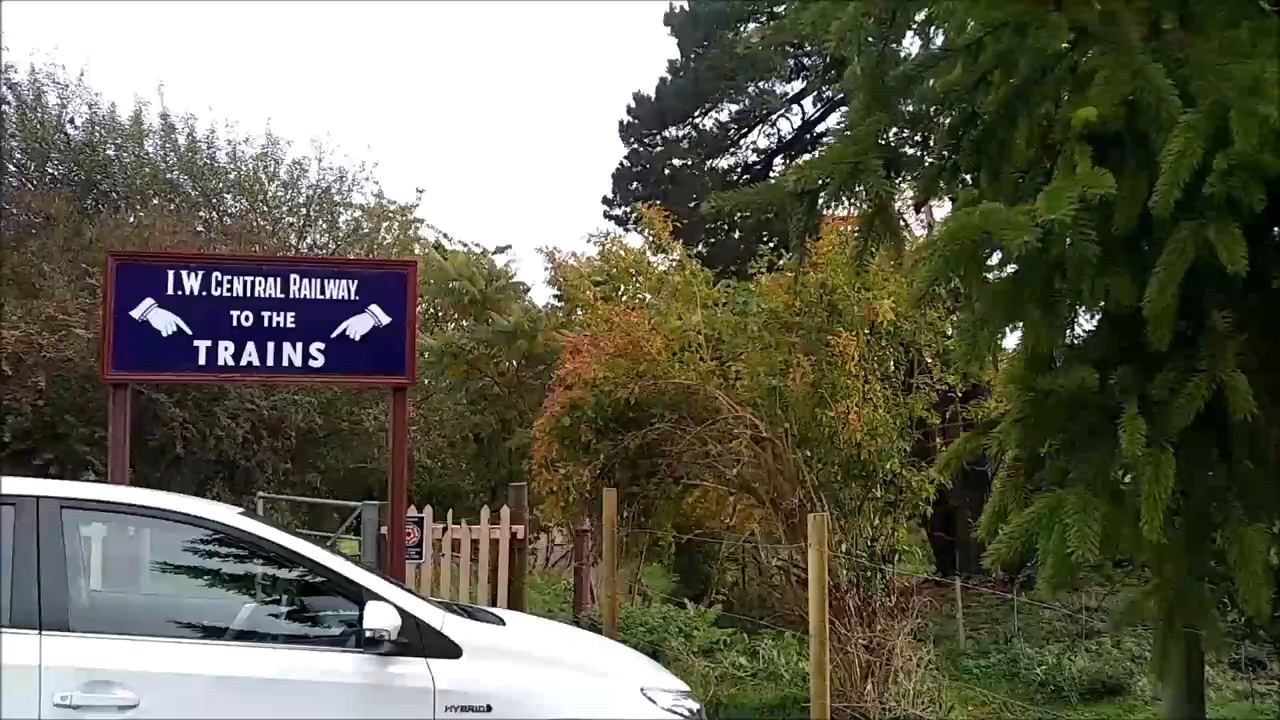 I.W. CENTRAL RAILWAY.
TO THE
TRAINS
HYBRID